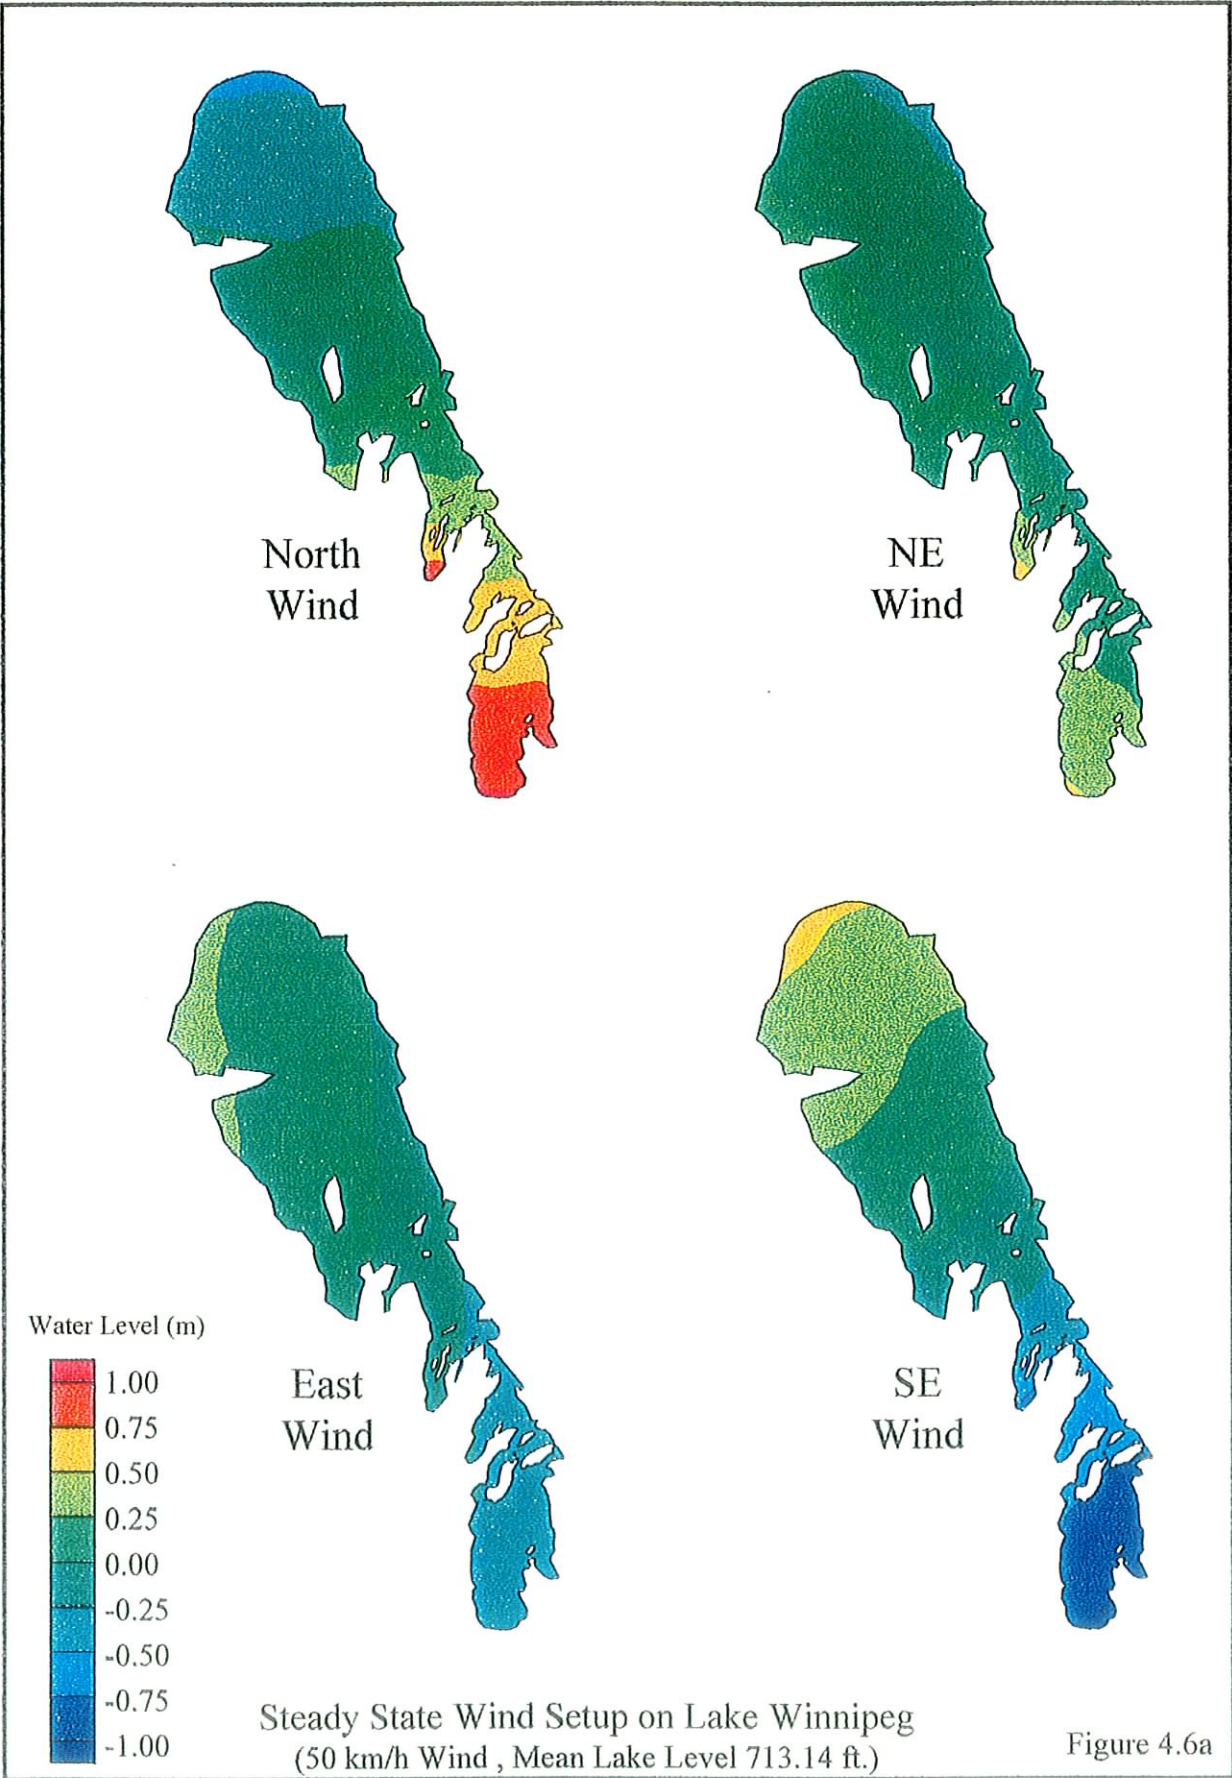 North
Wind
NE
Wind
East
Wind
SE
Wind
Water Level (m)
1.00
0.75
0.50
0.25
0.00
-0.25
-0.50
-0.75
-1.00
Steady State Wind Setup on Lake Winnipeg
(50 km/h Wind , Mean Lake Level 713.14 ft.)
Figure 4.6a